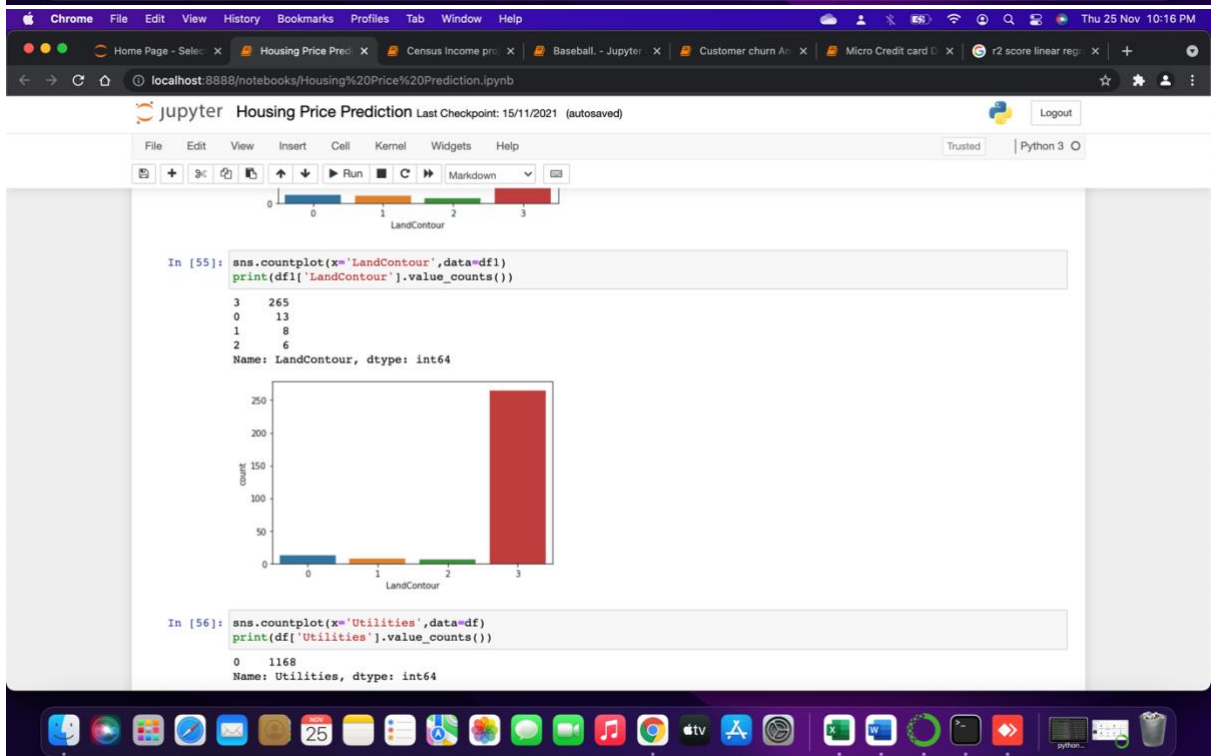 Chrome File Edit View History Bookmarks Profiles Tab Window Help Thu 25 Nov 10:16 PM
Home Page - Selec Housing Price Pred Census Income pro Baseball. - Jupyter Customer churn An Micro Credit card D r2 score linear regr
localhost:8888/notebooks/Housing%20Price%20Prediction.ipynb
jupyter Housing Price Prediction Last Checkpoint: 15/11/2021 (autosaved) Logout
File Edit View Insert Cell Kernel Widgets Help Trusted Python 3
Run Markdown
0
0 1 2 3
LandContour
In [55]: sns.countplot(x='LandContour',data=df1)
print(df1['LandContour'].value_counts())
3 265
0 13
1 8
2 6
Name: LandContour, dtype: int64
250
200
150
100
50
0
count
0 1 2 3
LandContour
In [56]: sns.countplot(x='Utilities',data=df)
print(df['Utilities'].value_counts())
0 1168
Name: Utilities, dtype: int64
NOV
25
tv
python